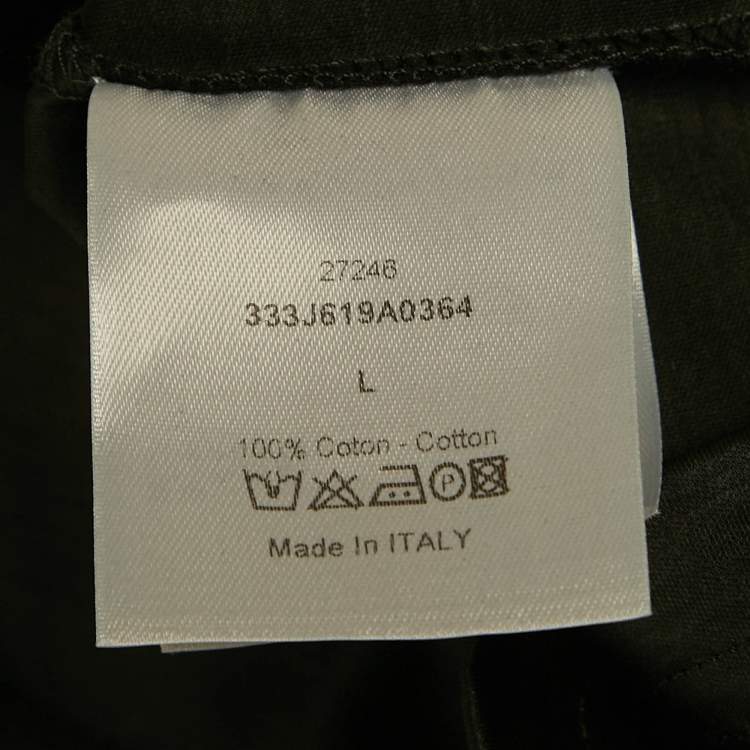 27246
333J619A0364
L
100% Coton - Cotton
P
Made In ITALY